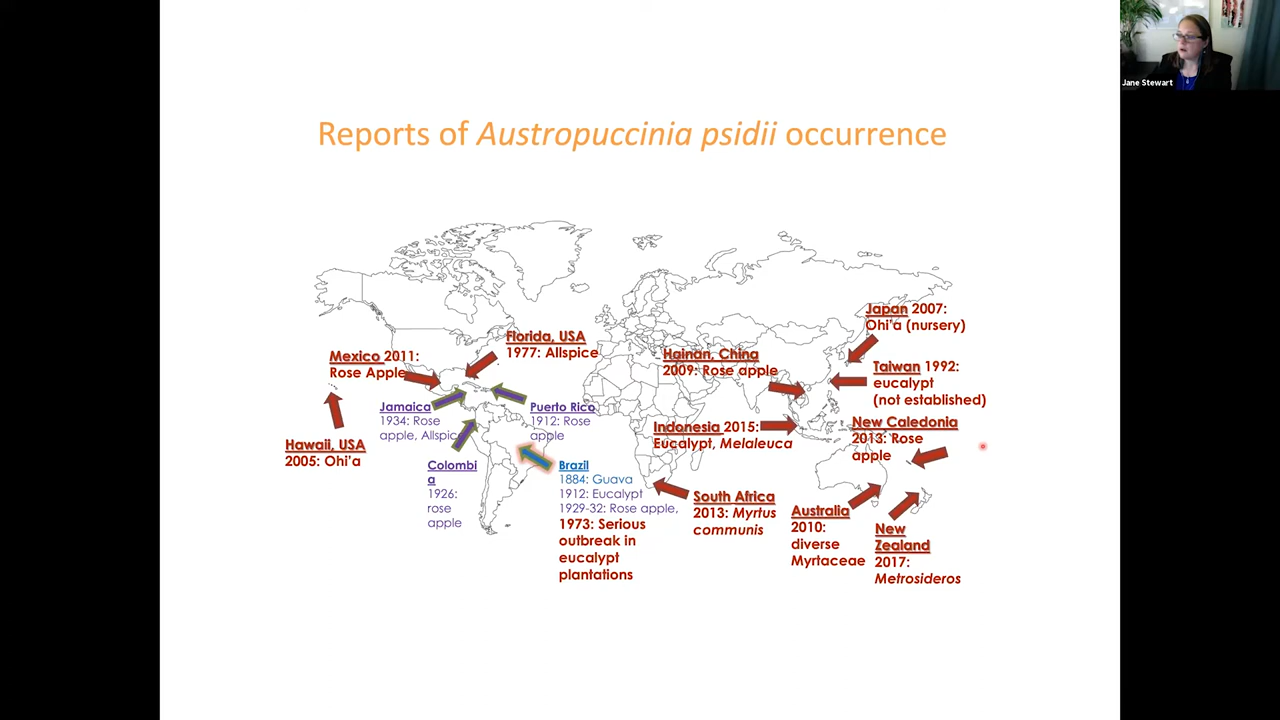 Jane Stewart
Reports of Austropuccinia psidii occurrence
Florida, USA
1977: Allspice
Mexico 2011:
Rose Apple
Jamaica
1934: Rose
apple, Allspice
Puerto Rico
1912: Rose
apple
Hawaii, USA
2005: Ohi'a
Colombi
a
1926:
rose
apple
Brazil
1884: Guava
1912: Eucalypt
1929-32: Rose apple,
1973: Serious
outbreak in
eucalypt
plantations
Hainan, China
2009: Rose apple
Indonesia 2015:
Eucalypt, Melaleuca
South Africa
2013: Myrtus
communis
Japan 2007:
Ohi'a (nursery)
Taiwan 1992:
eucalypt
(not established)
New Caledonia
2013: Rose
apple
Australia
2010:
diverse
Myrtaceae
New
Zealand
2017:
Metrosideros